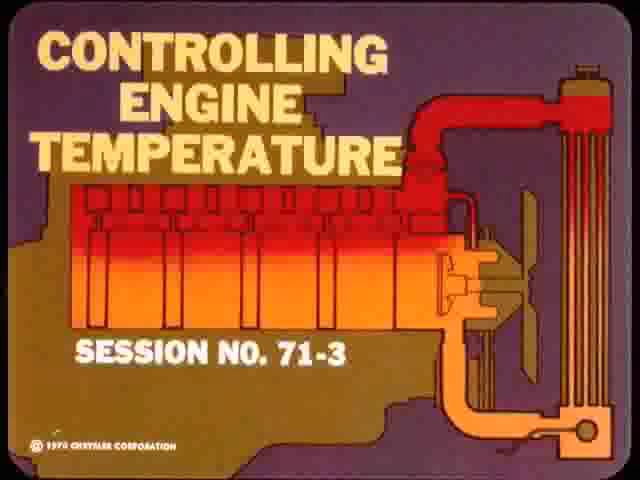 CONTROLLING
ENGINE
TEMPERATURE
SESSION NO. 71-3
© 1970 CHRYSLER CORPORATION